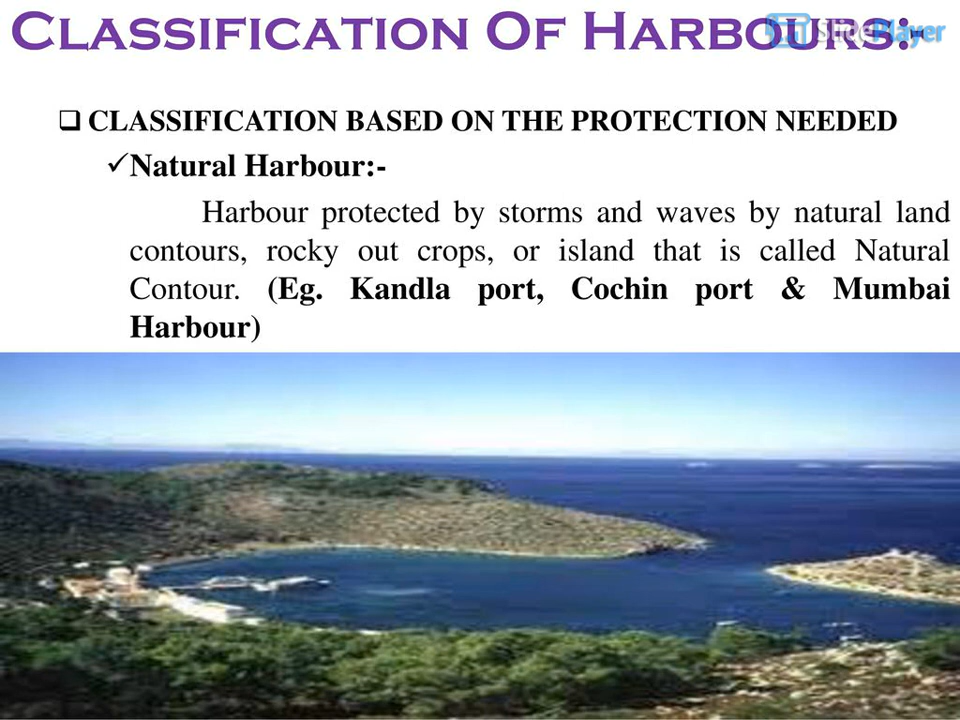 CLASSIFICATION OF HARBOURS:-
SlidePlayer
CLASSIFICATION BASED ON THE PROTECTION NEEDED
Natural Harbour:-
Harbour protected by storms and waves by natural land
contours, rocky out crops, or island that is called Natural
Contour. (Eg. Kandla port, Cochin port & Mumbai
Harbour)